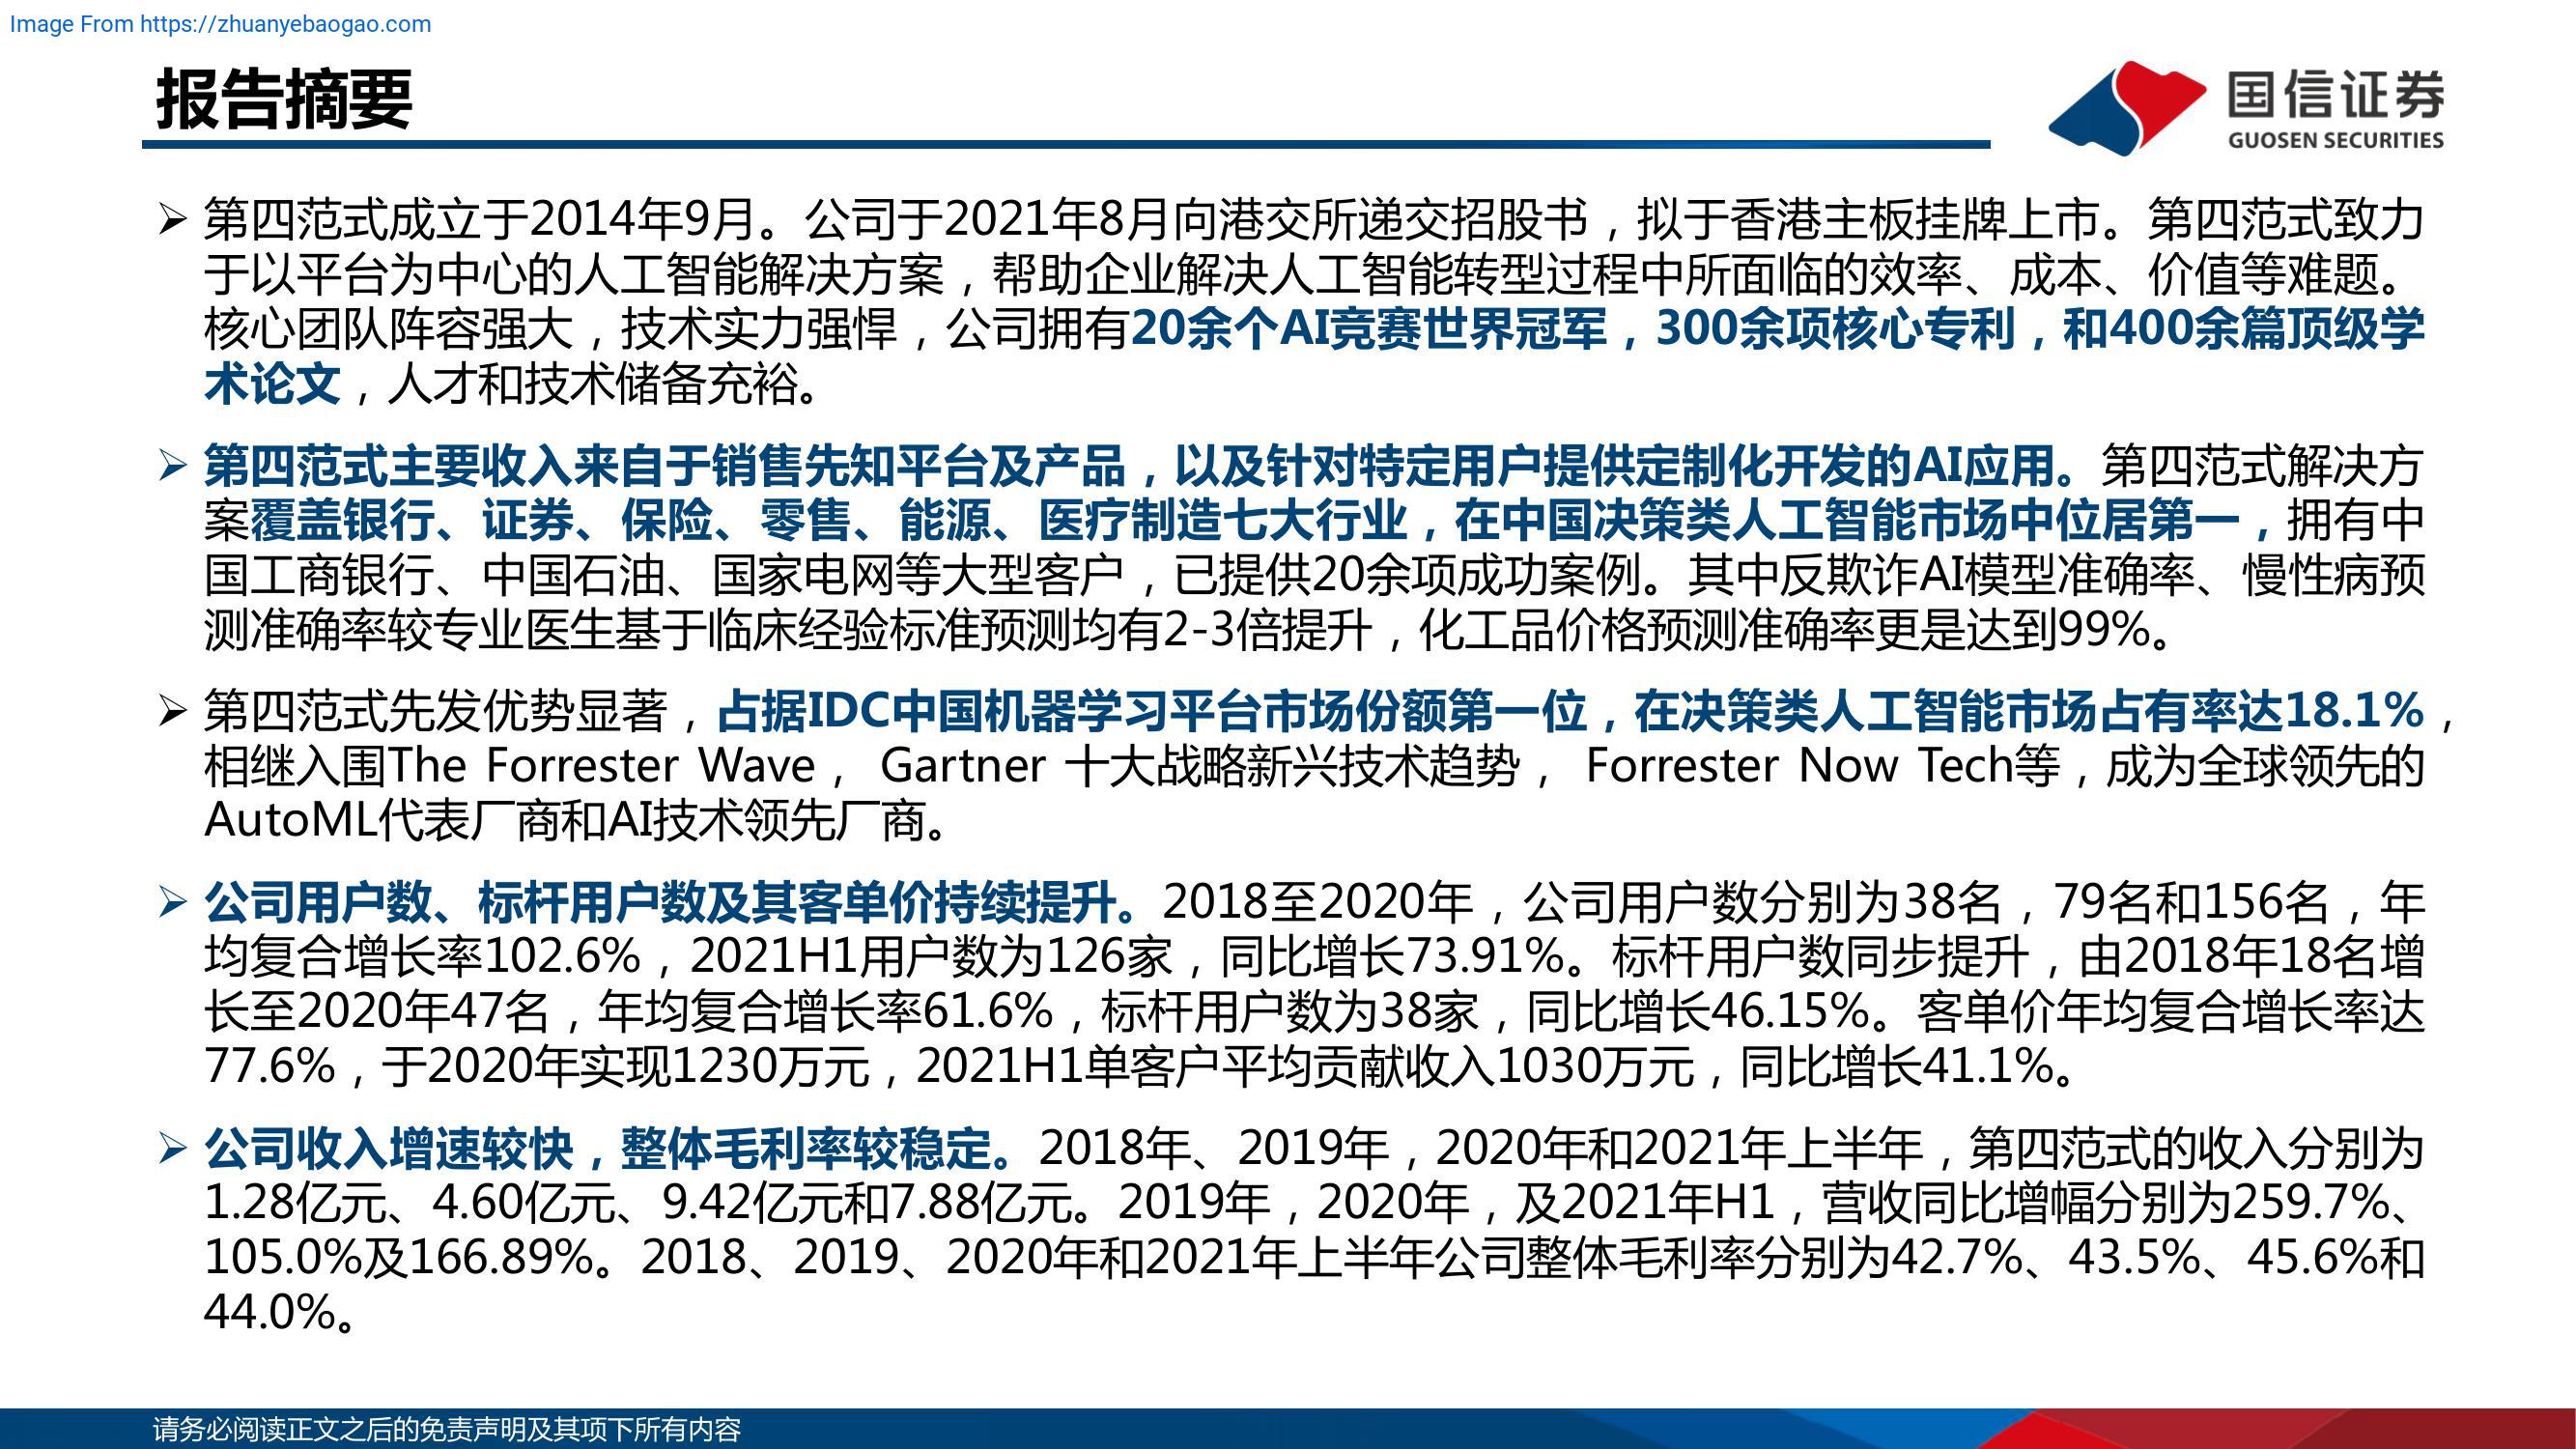 Image From https://zhuanyebaogao.com
报告摘要
国信证券
GUOSEN SECURITIES
第四范式成立于2014年9月。公司于2021年8月向港交所递交招股书，拟于香港主板挂牌上市。第四范式致力
于以平台为中心的人工智能解决方案，帮助企业解决人工智能转型过程中所面临的效率、成本、价值等难题。
核心团队阵容强大，技术实力强悍，公司拥有20余个AI竞赛世界冠军，300余项核心专利，和400余篇顶级学
术论文，人才和技术储备充裕。
第四范式主要收入来自于销售先知平台及产品，以及针对特定用户提供定制化开发的AI应用。第四范式解决方
案覆盖银行、证券、保险、零售、能源、医疗制造七大行业，在中国决策类人工智能市场中位居第一，拥有中
国工商银行、中国石油、国家电网等大型客户，已提供20余项成功案例。其中反欺诈AI模型准确率、慢性病预
测准确率较专业医生基于临床经验标准预测均有2-3倍提升，化工品价格预测准确率更是达到99%。
第四范式先发优势显著，占据IDC中国机器学习平台市场份额第一位，在决策类人工智能市场占有率达18.1%，
相继入围The Forrester Wave， Gartner 十大战略新兴技术趋势， Forrester Now Tech等，成为全球领先的
AutoML代表厂商和AI技术领先厂商。
公司用户数、标杆用户数及其客单价持续提升。2018至2020年，公司用户数分别为38名，79名和156名，年
均复合增长率102.6%，2021H1用户数为126家，同比增长73.91%。标杆用户数同步提升，由2018年18名增
长至2020年47名，年均复合增长率61.6%，标杆用户数为38家，同比增长46.15%。客单价年均复合增长率达
77.6%，于2020年实现1230万元，2021H1单客户平均贡献收入1030万元，同比增长41.1%。
公司收入增速较快，整体毛利率较稳定。2018年、2019年，2020年和2021年上半年，第四范式的收入分别为
1.28亿元、4.60亿元、9.42亿元和7.88亿元。2019年，2020年，及2021年H1，营收同比增幅分别为259.7%、
105.0%及166.89%。2018、2019、2020年和2021年上半年公司整体毛利率分别为42.7%、43.5%、45.6%和
44.0%。
请务必阅读正文之后的免责声明及其项下所有内容